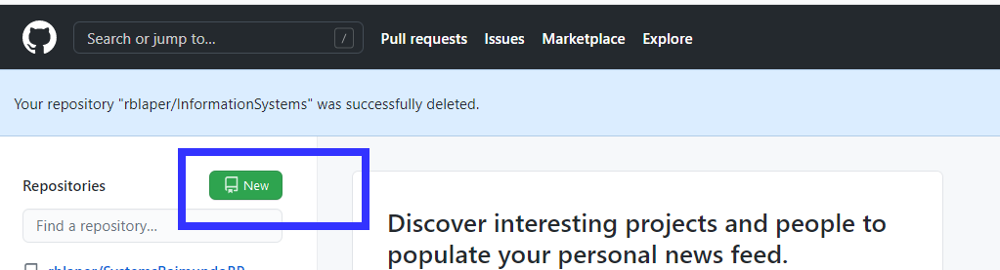 Search or jump to... /
Pull requests Issues Marketplace Explore
Your repository "rblaper/InformationSystems" was successfully deleted.
Repositories
New
Find a repository...
Discover interesting projects and people to
populate your personal news feed.